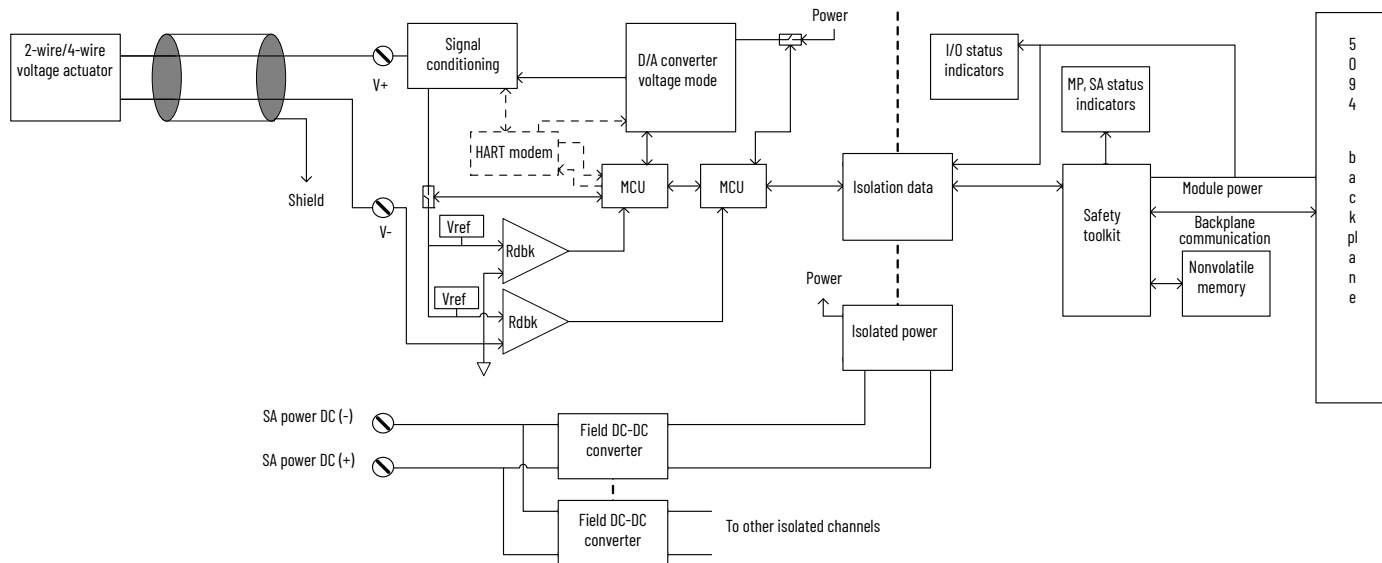 2-wire/4-wire
voltage actuator
Shield
V+
V-
Signal
conditioning
HART modem
D/A converter
voltage mode
Power
MCU
MCU
Vref
Rdbk
Vref
Rdbk
Isolation data
Power
Isolated power
I/O status
indicators
MP, SA status
indicators
Safety
toolkit
Module power
Backplane
communication
Nonvolatile
memory
5
0
9
4
b
a
c
k
pl
a
n
e
SA power DC (-)
SA power DC (+)
Field DC-DC
converter
Field DC-DC
converter
To other isolated channels